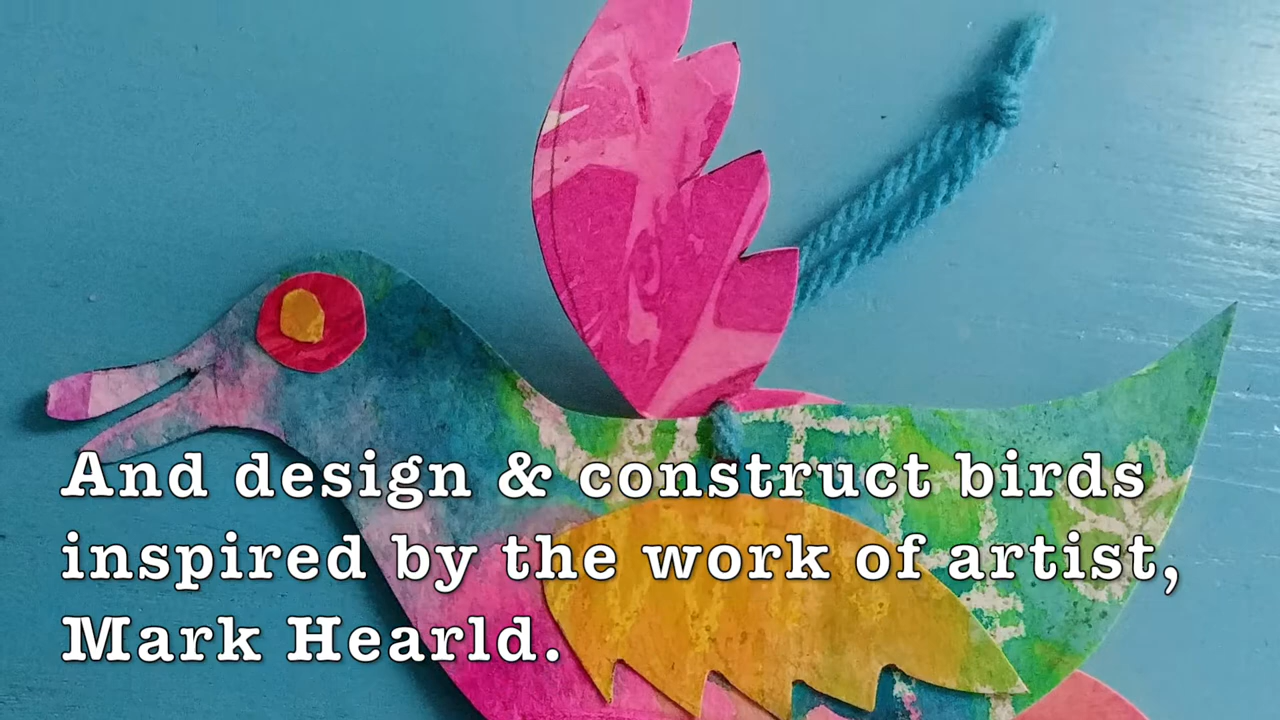 And design & construct birds
inspired by the work of artist,
Mark Hearld.